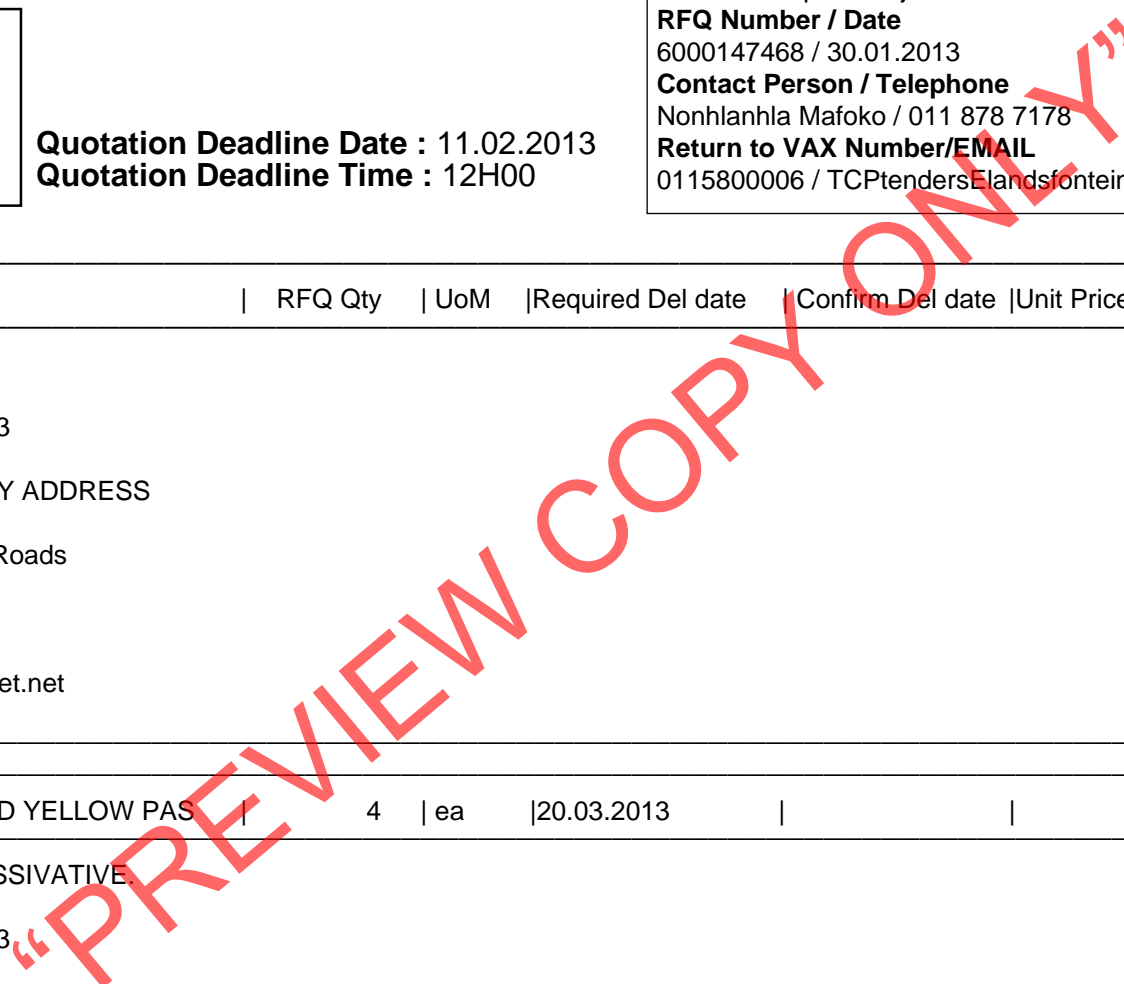 RFQ Number / Date
6000147468 / 30.01.2013
Contact Person / Telephone
Nonhlanhla Mafoko / 011 878 7178
Quotation Deadline Date : 11.02.2013
Return to VAX Number/EMAIL
Quotation Deadline Time : 12H00
0115800006 / TCPtendersElandsfontein
| RFQ Qty | UoM |Required Del date | Confirm Del date |Unit Price
3
Y ADDRESS
Roads
et.net
D YELLOW PAS | 4 | ea |20.03.2013 | |
SSIVATIVE.
3
“PREVIEW COPY ONLY”